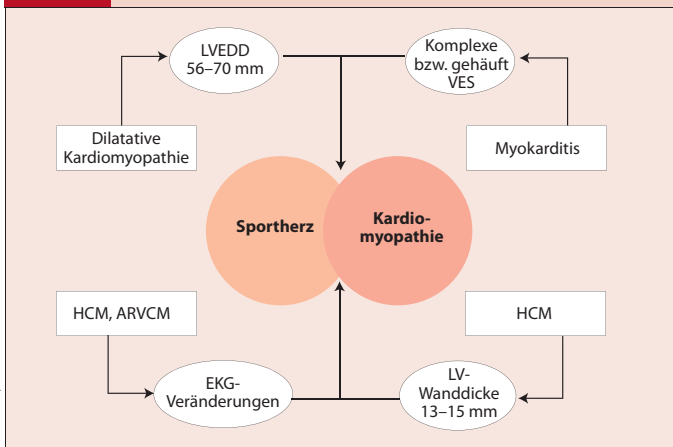 LVEDD
56–70 mm
Komplexe
bzw. gehäuft
VES
Dilatative
Kardiomyopathie
Myokarditis
Sportherz
Kardio-
myopathie
HCM, ARVCM
HCM
EKG-
Veränderungen
LV-
Wanddicke
13–15 mm